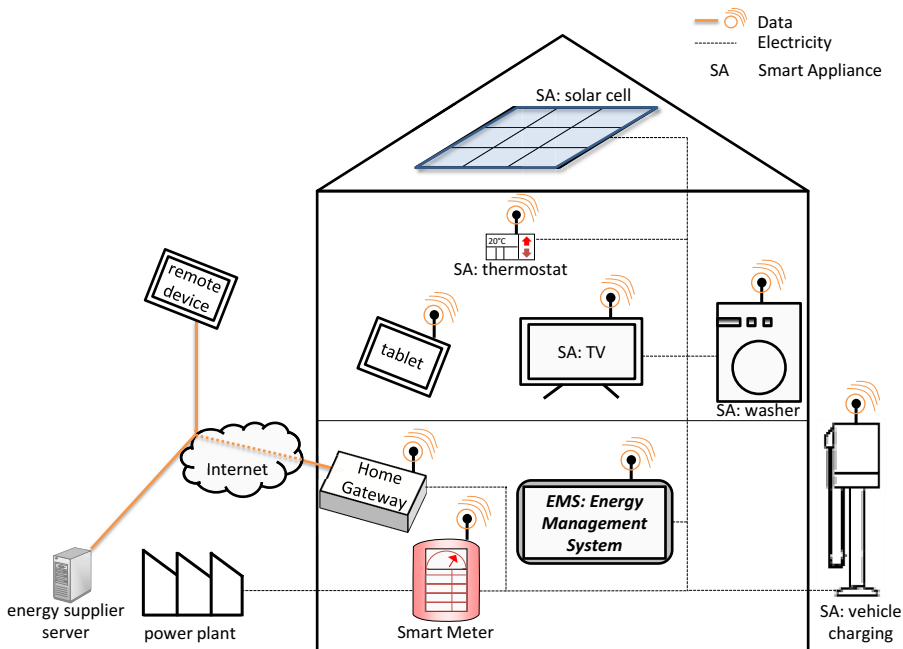 Data
Electricity
SA Smart Appliance
SA: solar cell
20°C
SA: thermostat
remote
device
tablet
SA: TV
SA: washer
Internet
Home
Gateway
EMS: Energy
Management
System
energy supplier
server
power plant
Smart Meter
SA: vehicle
charging